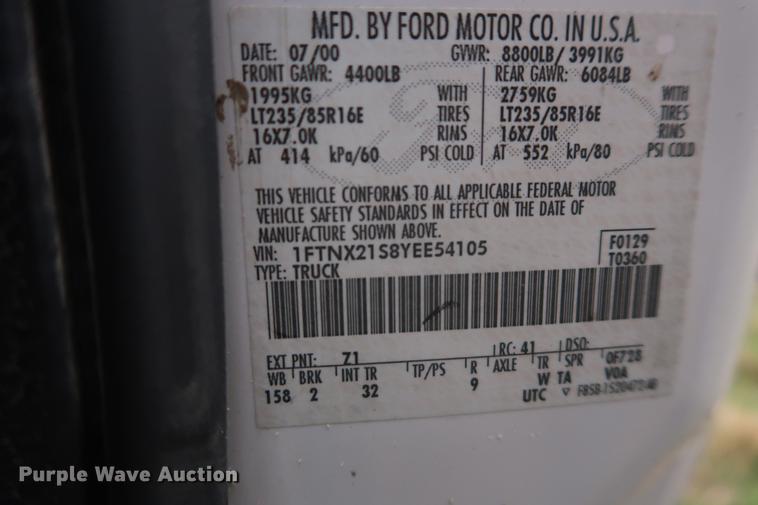 MFD. BY FORD MOTOR CO. IN U.S.A.
DATE: 07/00 GVWR: 8800LB/ 3991KG
FRONT GAWR: 4400LB REAR GAWR: 6084LB
1995KG WITH 2759KG WITH
LT235/85R16E TIRES LT235/85R16E TIRES
16X7.0K RIMS 16X7.0K RIMS
AT 414 kPa/60 PSI COLD AT 552 kPa/80 PSI COLD
THIS VEHICLE CONFORMS TO ALL APPLICABLE FEDERAL MOTOR
VEHICLE SAFETY STANDARDS IN EFFECT ON THE DATE OF
MANUFACTURE SHOWN ABOVE.
VIN: 1FTNX21S8YEE54105 F0129
TYPE: TRUCK T0360
EXT PNT: 71 RC: 41 DSO:
WB BRK INT TR TP/PS R AXLE TR SPR 0F728
158 2 32 9 W TA V0A
UTC
Purple Wave Auction